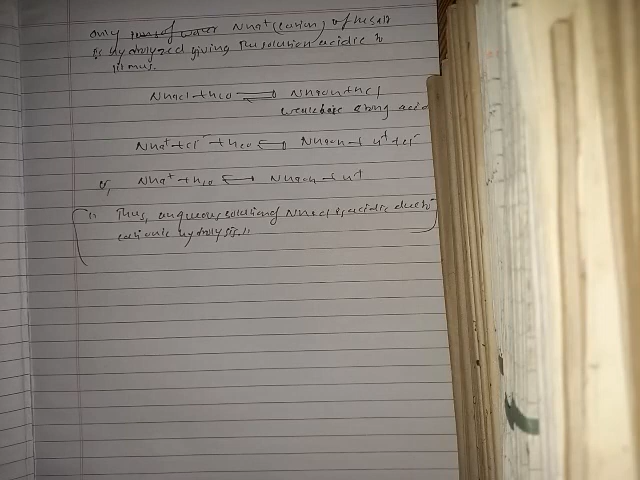 only ions of water NH4+ (cation) of the salt
is hydrolyzed giving the solution acidic to
litmus.
NH4Cl + H2O ⇌ NH4OH + HCl
weak base strong acid
NH4+ + Cl- + H2O ⇌ NH4OH + H+ + Cl-
or, NH4+ + H2O ⇌ NH4OH + H+
Thus, aqueous solution of NH4Cl is acidic due to
cationic hydrolysis.